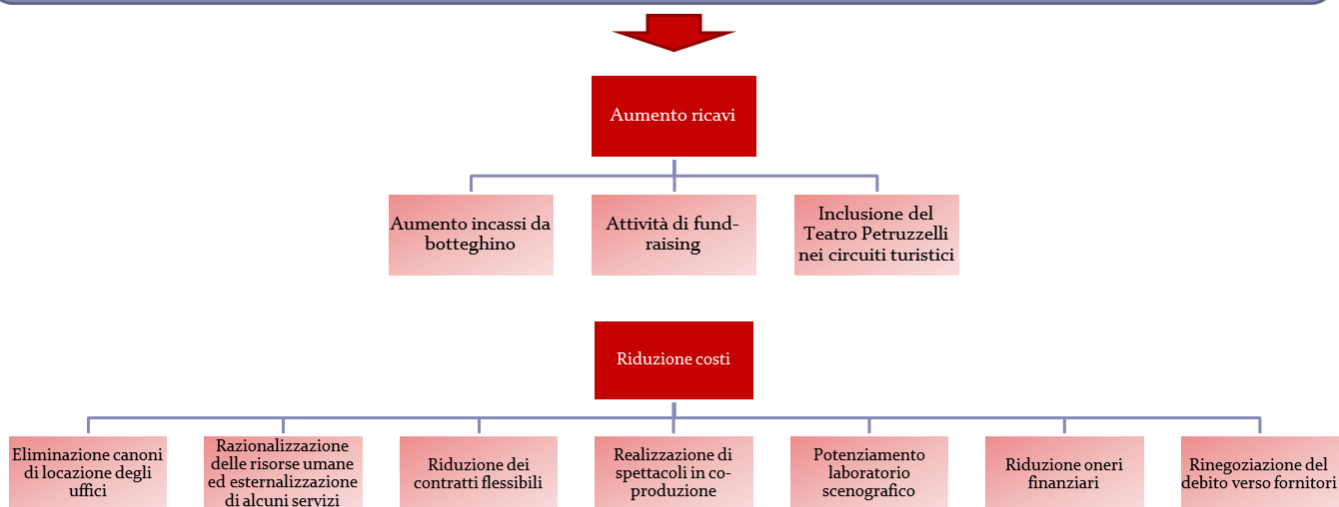 Aumento ricavi
Aumento incassi da
botteghino
Attività di fund-
raising
Inclusione del
Teatro Petruzzelli
nei circuiti turistici
Riduzione costi
Eliminazione canoni
di locazione degli
uffici
Razionalizzazione
delle risorse umane
ed esternalizzazione
di alcuni servizi
Riduzione dei
contratti flessibili
Realizzazione di
spettacoli in co-
produzione
Potenziamento
laboratorio
scenografico
Riduzione oneri
finanziari
Rinegoziazione del
debito verso fornitori